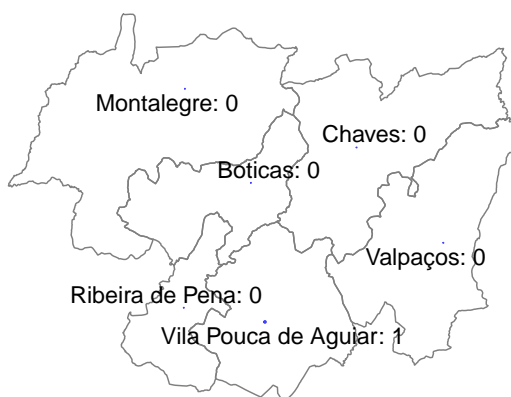 Montalegre: 0
Chaves: 0
Boticas: 0
Valpaços: 0
Ribeira de Pena: 0
Vila Pouca de Aguiar: 1